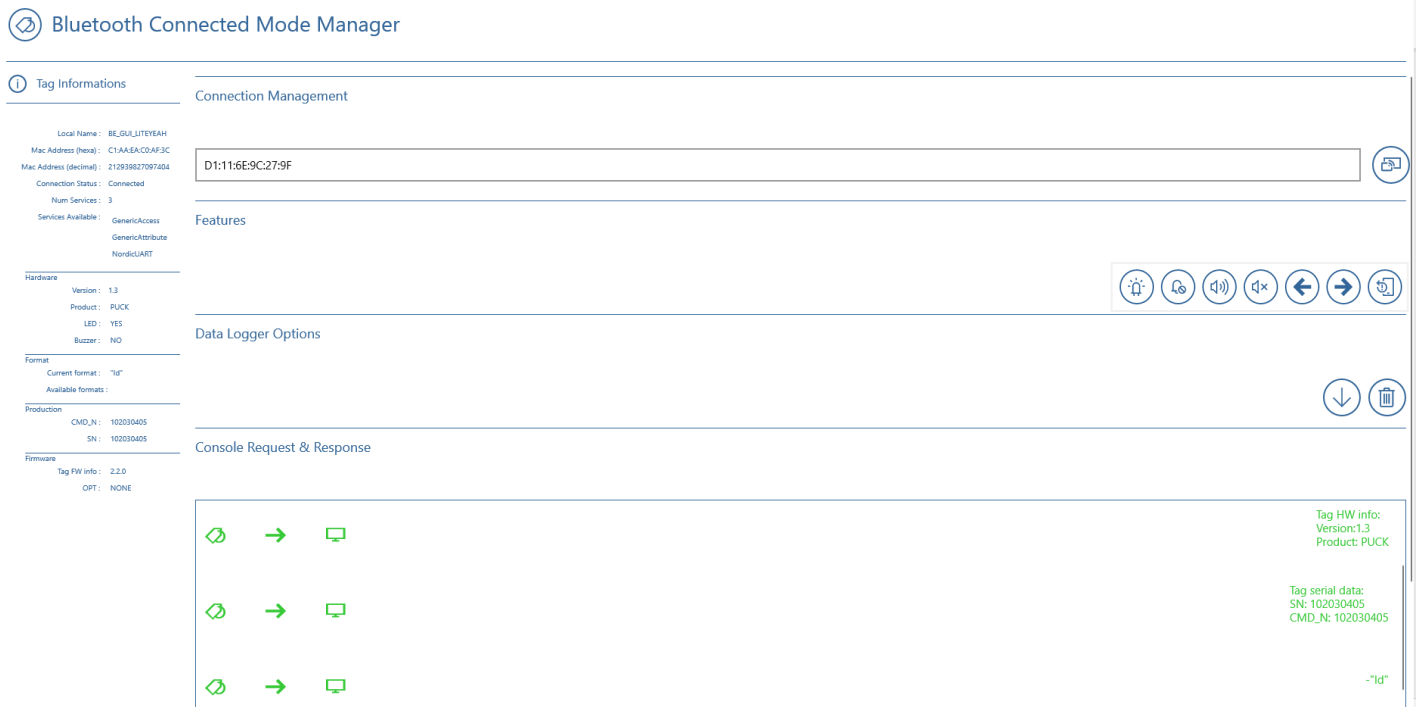 Bluetooth Connected Mode Manager
Tag Informations
Local Name : BE_GUI_LITEYEAH
Mac Address (hexa) : C1:AA:EA:C0:AF:3C
Mac Address (decimal) : 212939827097404
Connection Status : Connected
Num Services : 3
Services Available : GenericAccess
GenericAttribute
NordicUART
Hardware
Version : 1.3
Product : PUCK
LED : YES
Buzzer : NO
Format
Current format : "Id"
Available formats :
Production
CMD_N : 102030405
SN : 102030405
Firmware
Tag FW info : 2.2.0
OPT : NONE
Connection Management
D1:11:6E:9C:27:9F
Features
Data Logger Options
Console Request & Response
Tag HW info:
Version:1.3
Product: PUCK
Tag serial data:
SN: 102030405
CMD_N: 102030405
-"Id"